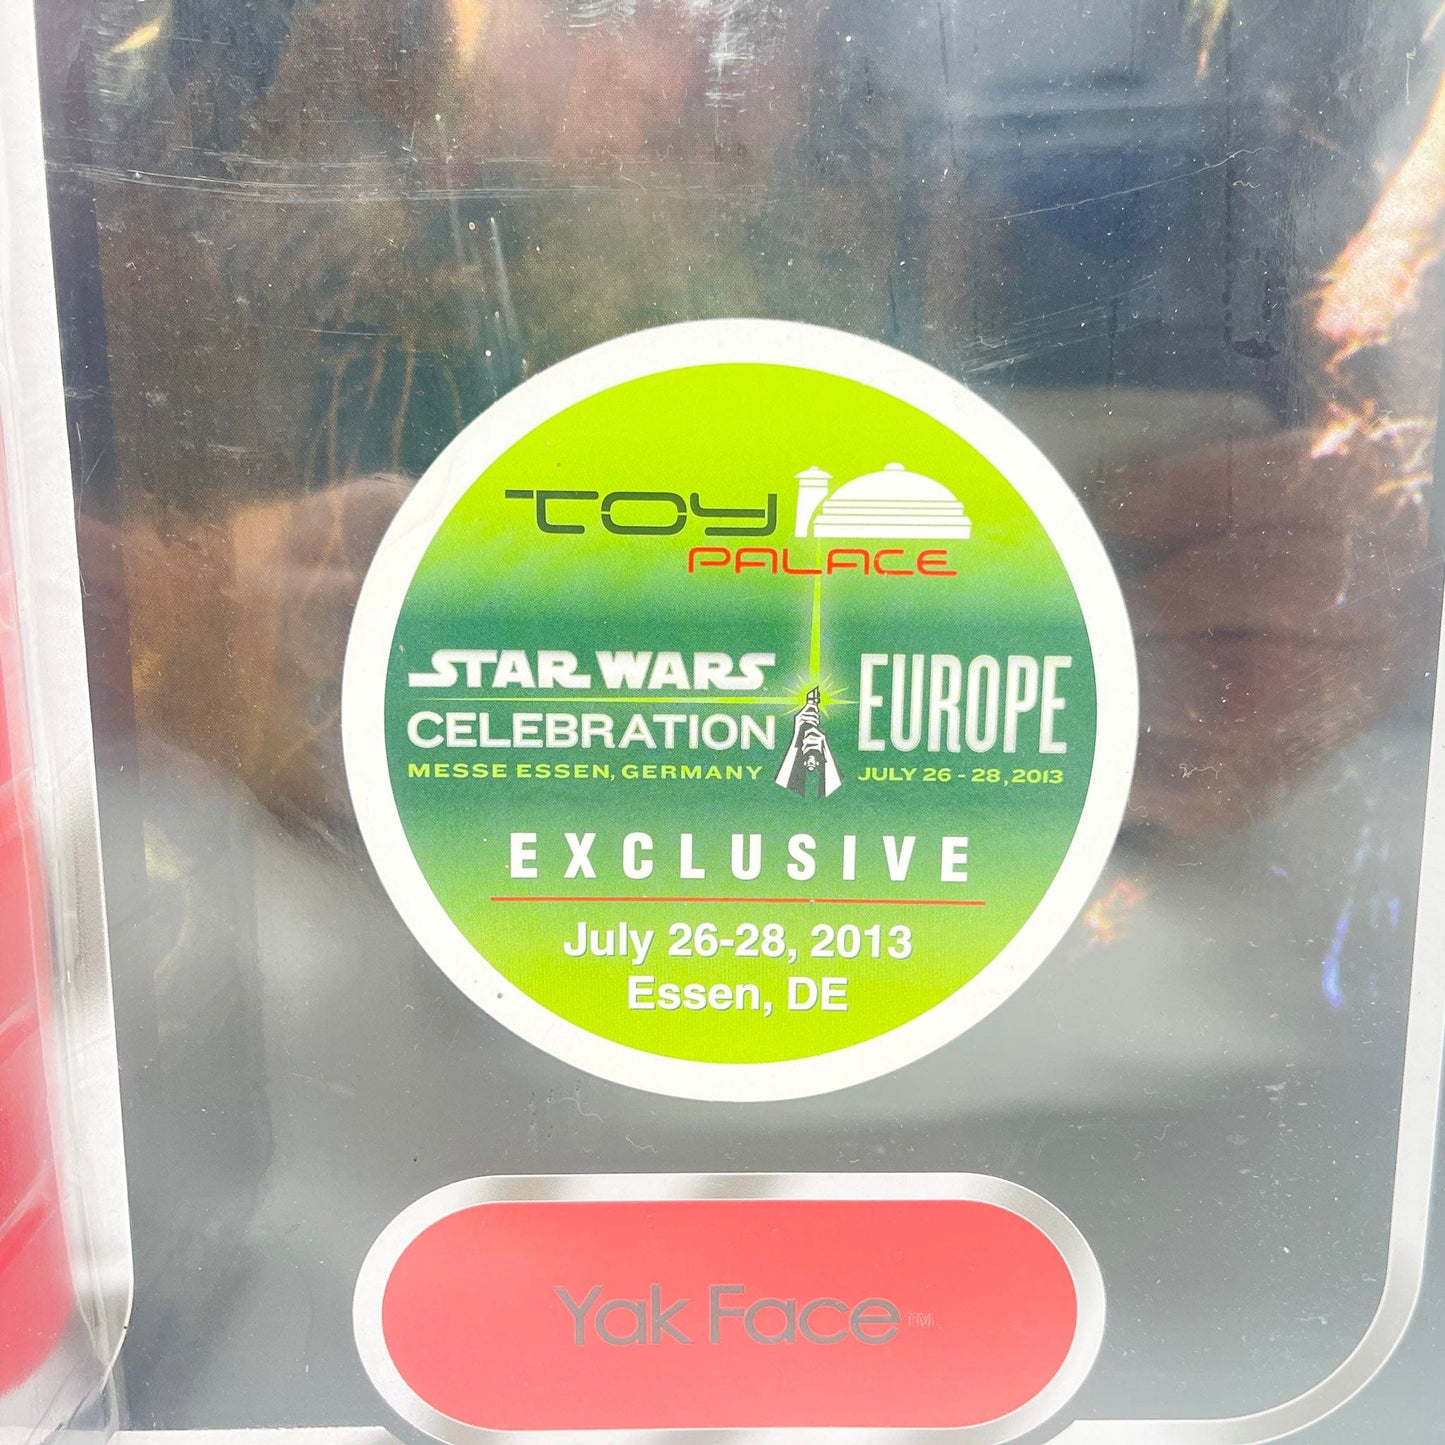 TOY
PALACE
STAR WARS
CELEBRATION EUROPE
MESSE ESSEN, GERMANY JULY 26 - 28, 2013
EXCLUSIVE
July 26-28, 2013
Essen, DE
Yak Face™